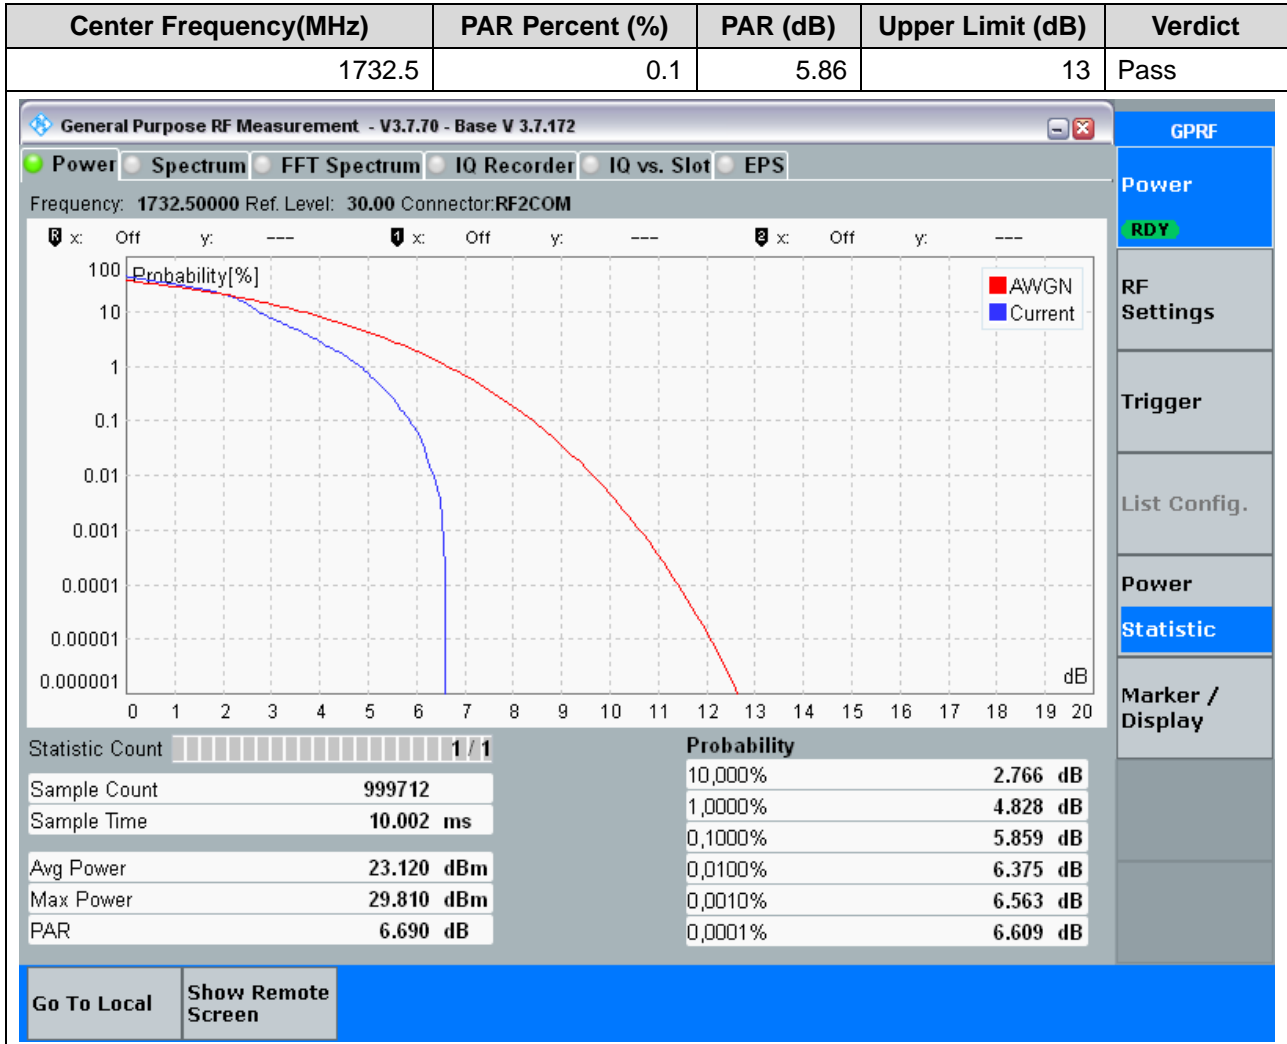 Center Frequency(MHz) PAR Percent (%) PAR (dB) Upper Limit (dB) Verdict
1732.5 0.1 5.86 13 Pass
General Purpose RF Measurement - V3.7.70 - Base V 3.7.172
GPRF
Power Spectrum FFT Spectrum IQ Recorder IQ vs. Slot EPS
Frequency: 1732.50000 Ref. Level: 30.00 Connector:RF2COM
R x: Off y: --- 1 x: Off y: --- 2 x: Off y: ---
Probability[%]
AWGN
Current
100
10
1
0.1
0.01
0.001
0.0001
0.00001
0.000001
dB
0 1 2 3 4 5 6 7 8 9 10 11 12 13 14 15 16 17 18 19 20
Statistic Count 1 / 1
Sample Count 999712
Sample Time 10.002 ms
Avg Power 23.120 dBm
Max Power 29.810 dBm
PAR 6.690 dB
Probability
10,000% 2.766 dB
1,0000% 4.828 dB
0,1000% 5.859 dB
0,0100% 6.375 dB
0,0010% 6.563 dB
0,0001% 6.609 dB
Power
RDY
RF
Settings
Trigger
List Config.
Power
Statistic
Marker /
Display
Go To Local
Show Remote
Screen